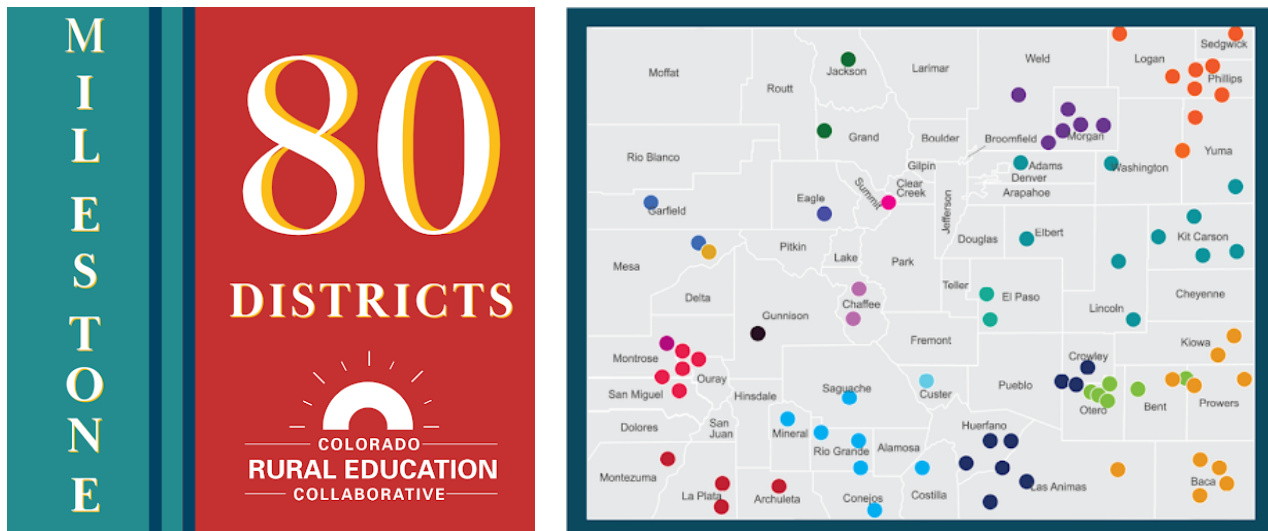 MILESTONE
80
DISTRICTS
COLORADO
RURAL EDUCATION
COLLABORATIVE
Moffat
Routt
Jackson
Larimar
Weld
Logan
Sedgwick
Phillips
Grand
Boulder
Broomfield
Morgan
Rio Blanco
Gilpin
Adams
Washington
Yuma
Denver
Clear
Creek
Arapahoe
Summit
Eagle
Garfield
Jefferson
Douglas
Elbert
Kit Carson
Pitkin
Lake
Park
Mesa
Teller
El Paso
Lincoln
Cheyenne
Delta
Chaffee
Gunnison
Fremont
Kiowa
Crowley
Montrose
Ouray
Pueblo
San Miguel
Hinsdale
Saguache
Custer
Otero
Bent
Prowers
Dolores
San
Juan
Mineral
Rio Grande
Alamosa
Huerfano
Montezuma
La Plata
Archuleta
Conejos
Costilla
Las Animas
Baca